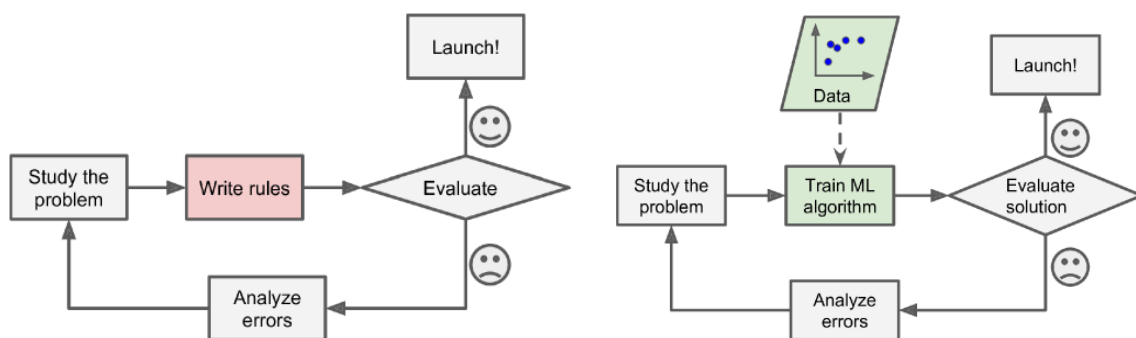 Launch!
Study the
problem
Write rules
Evaluate
Analyze
errors
Data
Launch!
Study the
problem
Train ML
algorithm
Evaluate
solution
Analyze
errors